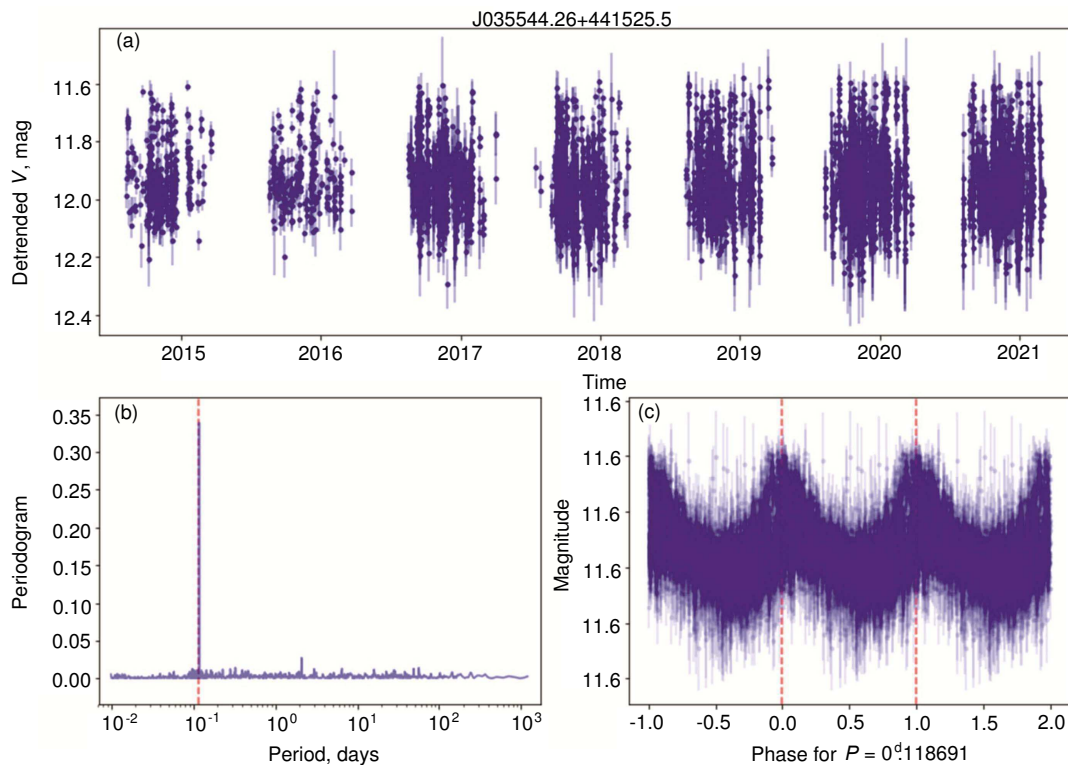 J035544.26+441525.5
(a)
Detrended V, mag
11.6
11.8
12.0
12.2
12.4
2015 2016 2017 2018 2019 2020 2021
Time
(b)
Periodogram
0.35
0.30
0.25
0.20
0.15
0.10
0.05
0.00
10^-2 10^-1 10^0 10^1 10^2 10^3
Period, days
(c)
Magnitude
11.6
11.6
11.6
11.6
11.6
11.6
-1.0 -0.5 0.0 0.5 1.0 1.5 2.0
Phase for P = 0^d.118691